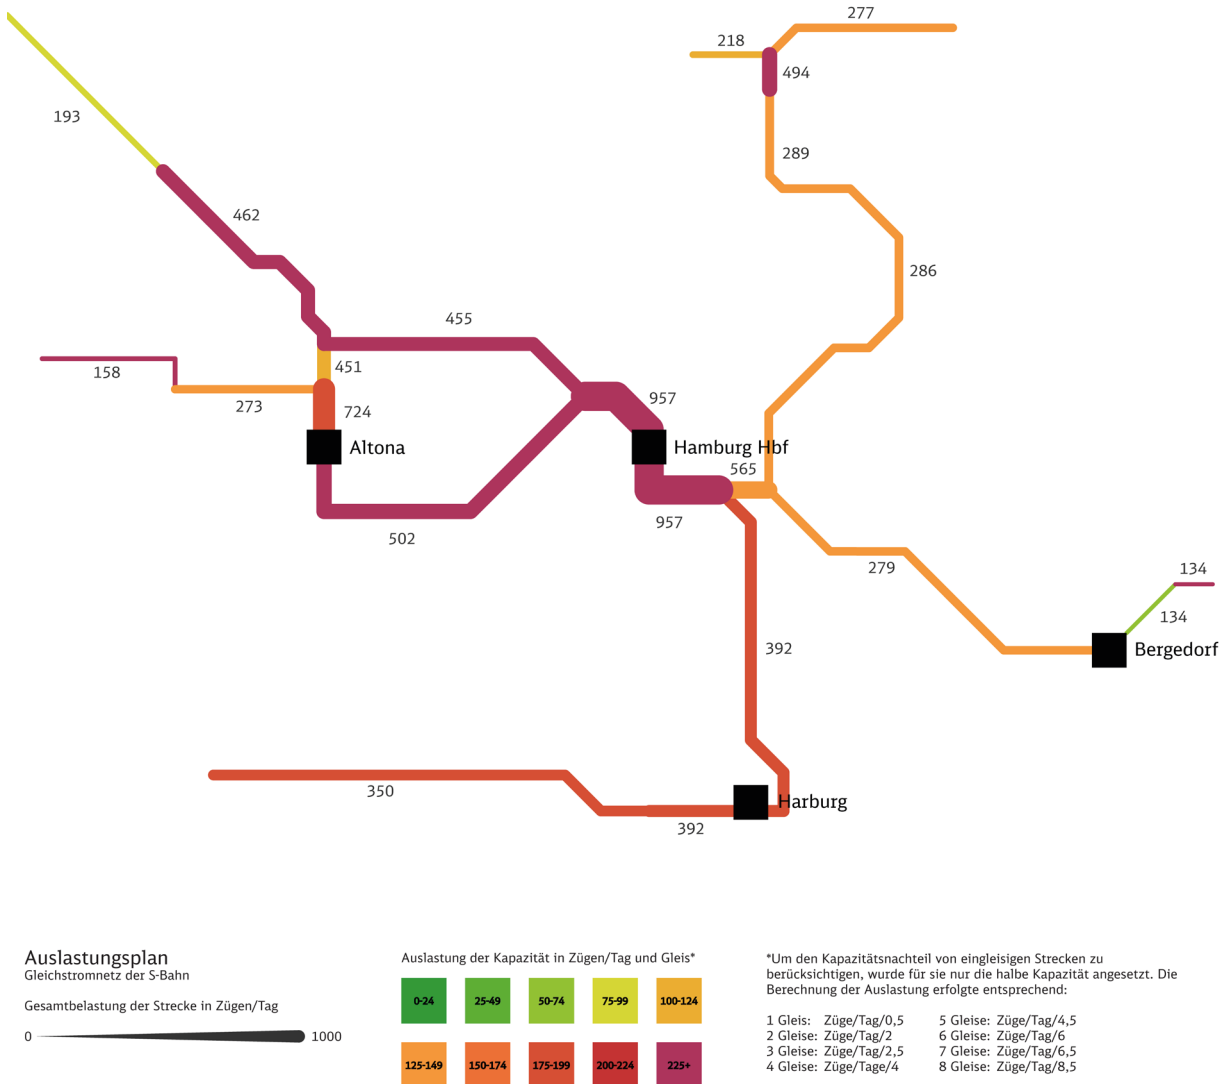 277
218
494
193
289
462
286
455
451
158
273
724
957
Altona
Hamburg Hbf
565
957
502
279
134
134
392
Bergedorf
350
Harburg
392
Auslastungsplan
Gleichstromnetz der S-Bahn
Gesamtbelastung der Strecke in Zügen/Tag
0 1000
Auslastung der Kapazität in Zügen/Tag und Gleis*
0-24 25-49 50-74 75-99 100-124
125-149 150-174 175-199 200-224 225+
*Um den Kapazitätsnachteil von eingleisigen Strecken zu
berücksichtigen, wurde für sie nur die halbe Kapazität angesetzt. Die
Berechnung der Auslastung erfolgte entsprechend:
1 Gleis: Züge/Tag/0,5 5 Gleise: Züge/Tag/4,5
2 Gleise: Züge/Tag/2 6 Gleise: Züge/Tag/6
3 Gleise: Züge/Tag/2,5 7 Gleise: Züge/Tag/6,5
4 Gleise: Züge/Tage/4 8 Gleise: Züge/Tag/8,5